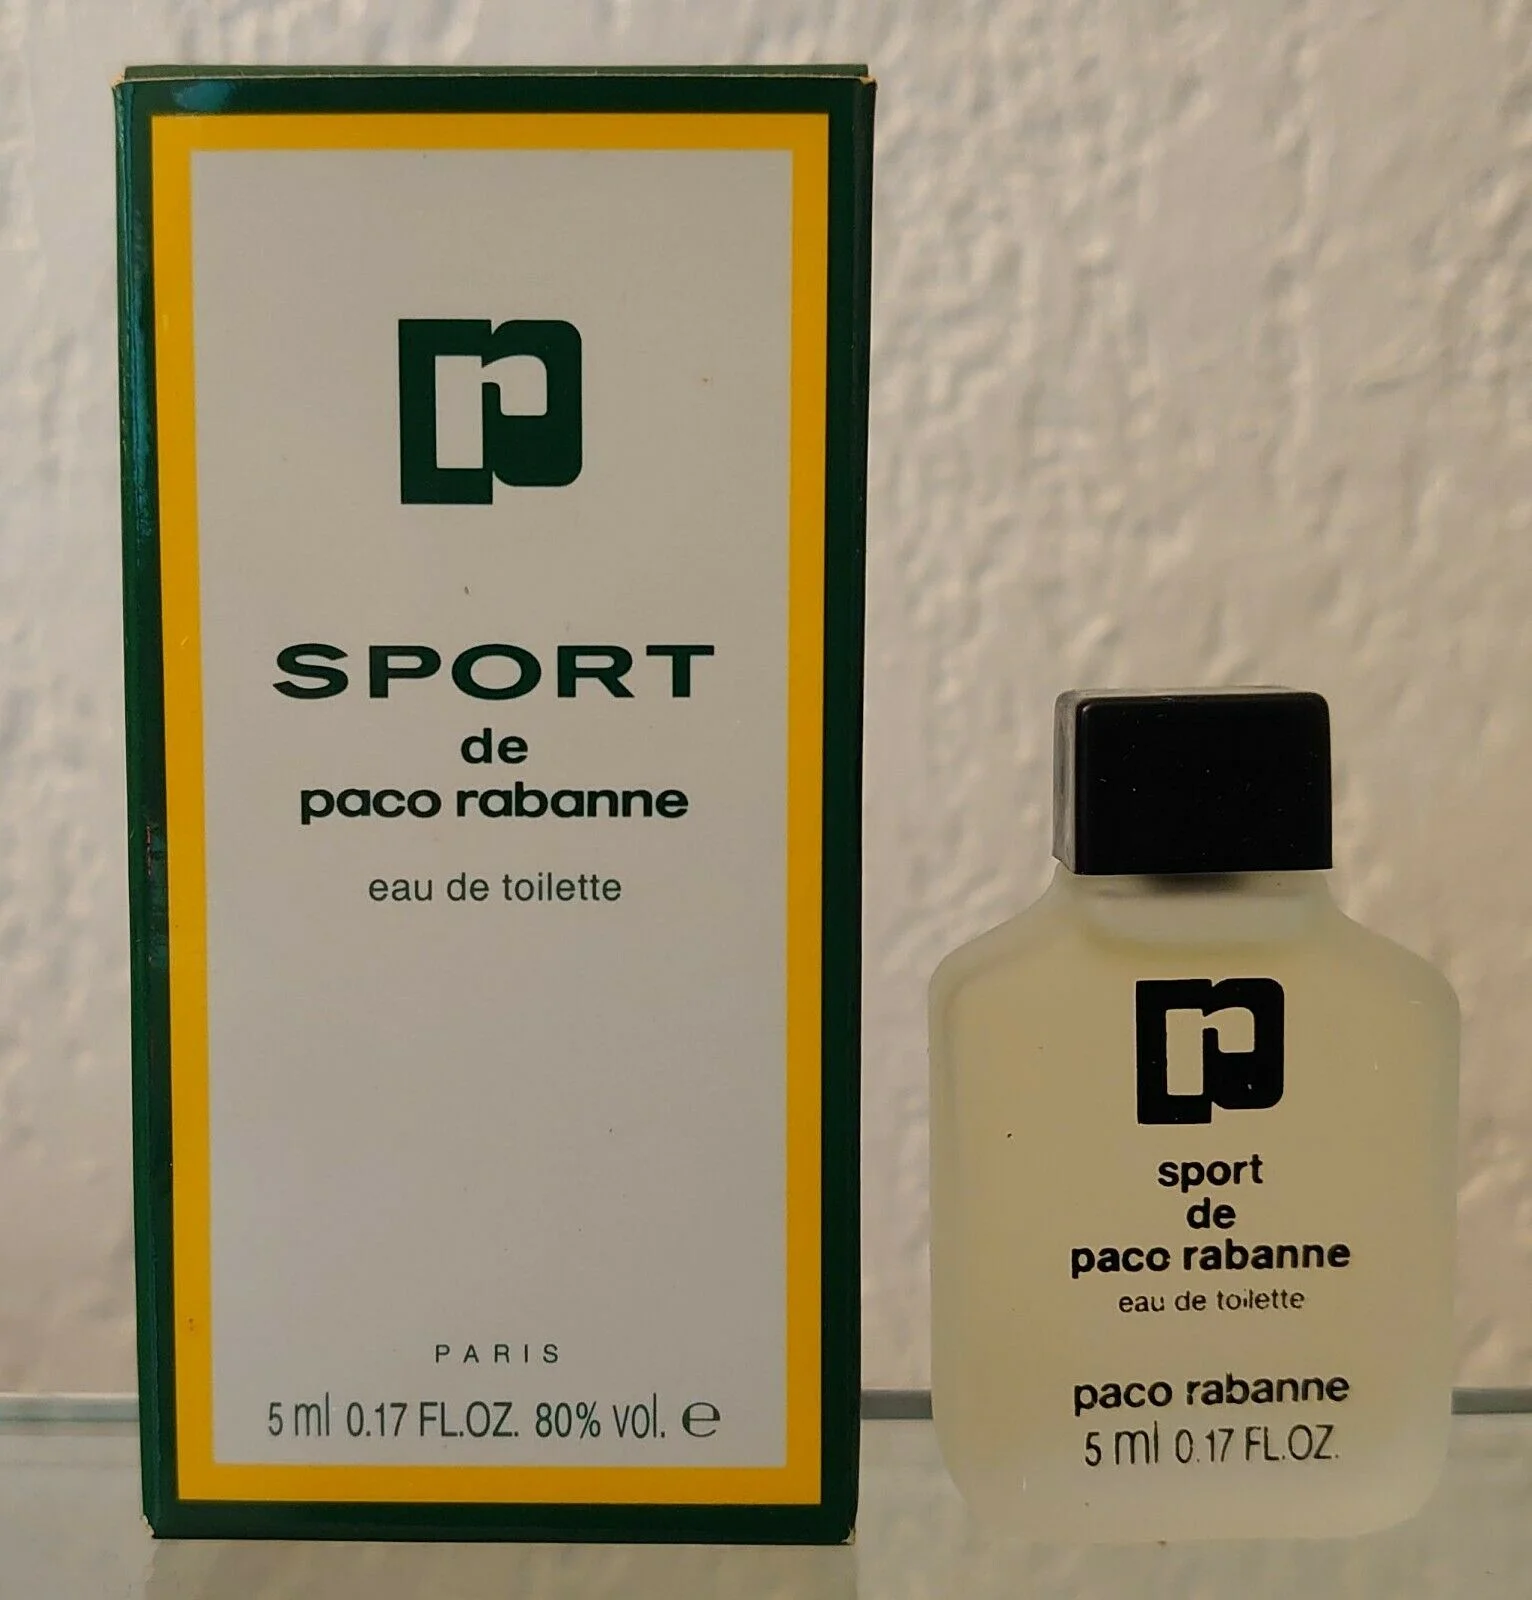 SPORT
de
paco rabanne
eau de toilette
PARIS
5 ml 0.17 FL.OZ. 80% vol. ℮
sport
de
paco rabanne
eau de toilette
paco rabanne
5 ml 0.17 FL.OZ.